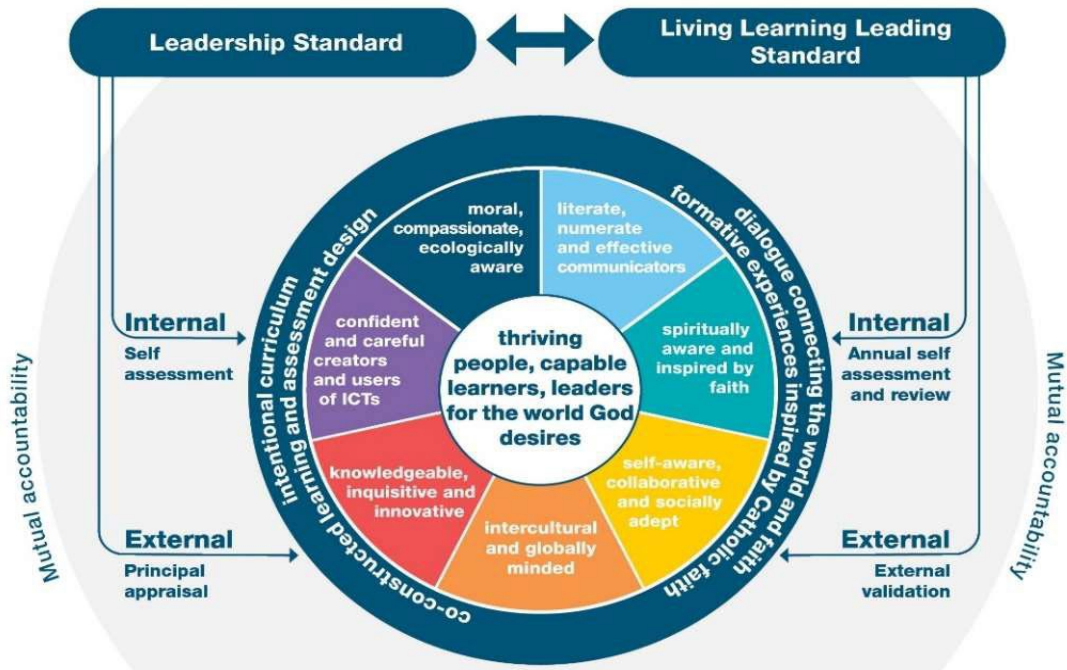 Leadership Standard
Living Learning Leading
Standard
Mutual accountability
Internal
Self
assessment
External
Principal
appraisal
intentional curriculum
co-constructed learning and assessment design
moral,
compassionate,
ecologically
aware
literate,
numerate
and effective
communicators
confident
and careful
creators
and users
of ICTs
spiritually
aware and
inspired by
faith
thriving
people, capable
learners, leaders
for the world God
desires
knowledgeable,
inquisitive and
innovative
self-aware,
collaborative
and socially
adept
intercultural
and globally
minded
dialogue connecting the world and faith
formative experiences inspired by Catholic faith
Internal
Annual self
assessment
and review
External
External
validation
Mutual acccountability